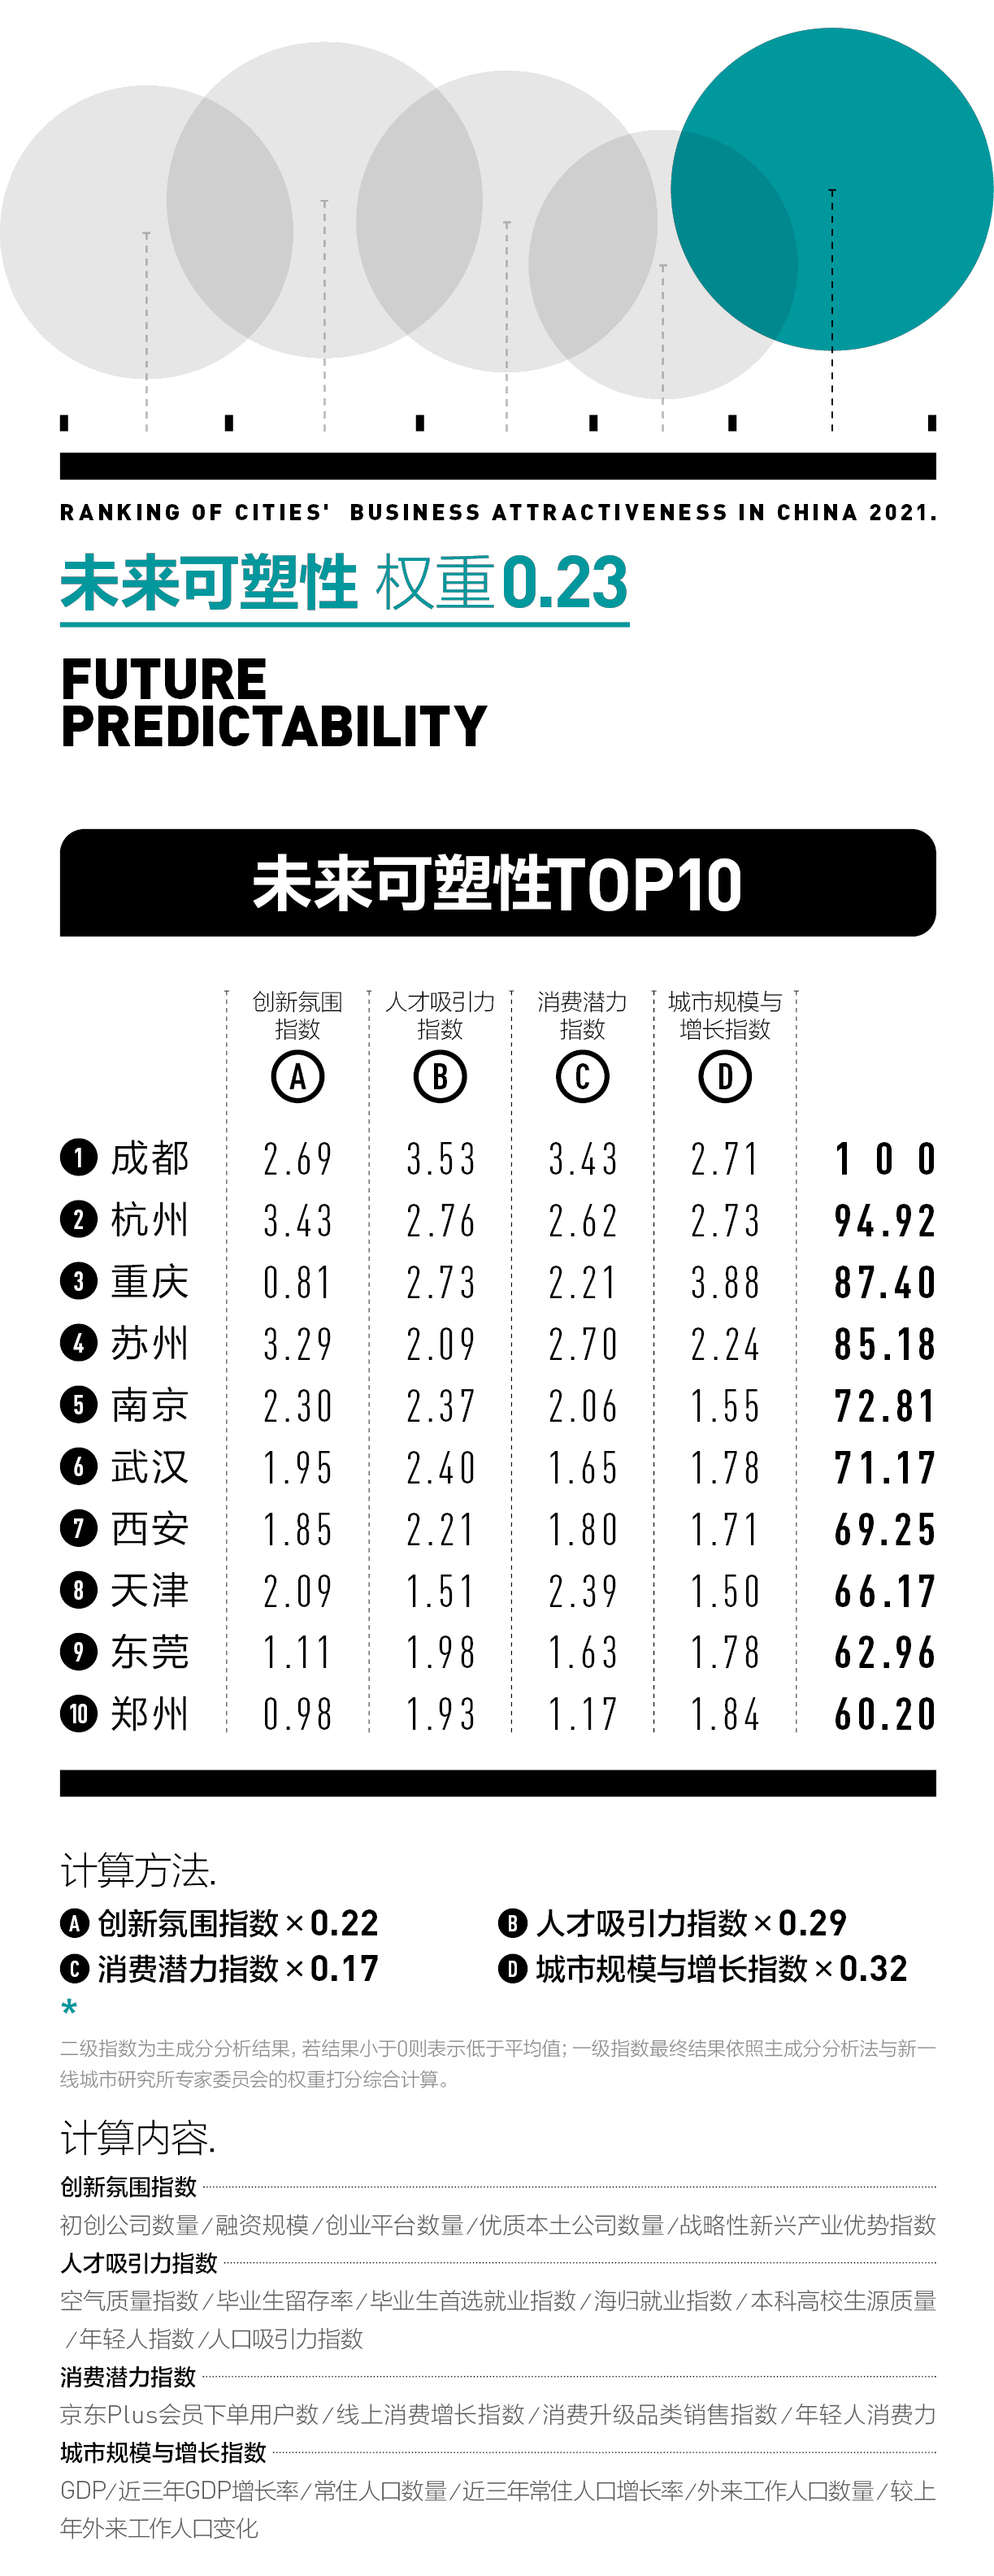 RANKING OF CITIES' BUSINESS ATTRACTIVENESS IN CHINA 2021.
未来可塑性 权重0.23
FUTURE
PREDICTABILITY
未来可塑性TOP10
创新氛围 人才吸引力 消费潜力 城市规模与
指数 指数 指数 增长指数
A B C D
1 成都 2.69 3.53 3.43 2.71 100
2 杭州 3.43 2.76 2.62 2.73 94.92
3 重庆 0.81 2.73 2.21 3.88 87.40
4 苏州 3.29 2.09 2.70 2.24 85.18
5 南京 2.30 2.37 2.06 1.55 72.81
6 武汉 1.95 2.40 1.65 1.78 71.17
7 西安 1.85 2.21 1.80 1.71 69.25
8 天津 2.09 1.51 2.39 1.50 66.17
9 东莞 1.11 1.98 1.63 1.78 62.96
10 郑州 0.98 1.93 1.17 1.84 60.20
计算方法.
A 创新氛围指数×0.22 B 人才吸引力指数×0.29
C 消费潜力指数×0.17 D 城市规模与增长指数×0.32
*
二级指数为主成分分析结果，若结果小于0则表示低于平均值；一级指数最终结果依照主成分分析法与新一
线城市研究所专家委员会的权重打分综合计算。
计算内容.
创新氛围指数
初创公司数量/融资规模/创业平台数量/优质本土公司数量/战略性新兴产业优势指数
人才吸引力指数
空气质量指数/毕业生留存率/毕业生首选就业指数/海归就业指数/本科高校生源质量
/年轻人指数/人口吸引力指数
消费潜力指数
京东Plus会员下单用户数/线上消费增长指数/消费升级品类销售指数/年轻人消费力
城市规模与增长指数
GDP/近三年GDP增长率/常住人口数量/近三年常住人口增长率/外来工作人口数量/较上
年外来工作人口变化